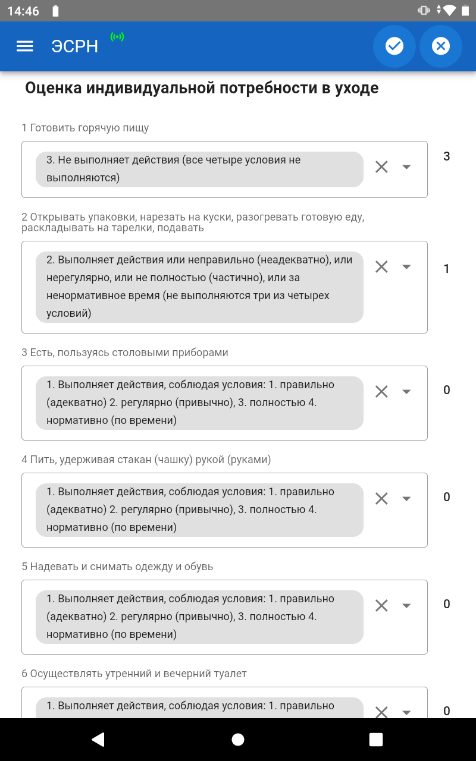 14:46
ЭСРН
Оценка индивидуальной потребности в уходе
1 Готовить горячую пищу
3. Не выполняет действия (все четыре условия не
выполняются)
3
2 Открывать упаковки, нарезать на куски, разогревать готовую еду,
раскладывать на тарелки, подавать
2. Выполняет действия или неправильно (неадекватно), или
нерегулярно, или не полностью (частично), или за
ненормативное время (не выполняются три из четырех
условий)
1
3 Есть, пользуясь столовыми приборами
1. Выполняет действия, соблюдая условия: 1. правильно
(адекватно) 2. регулярно (привычно), 3. полностью 4.
нормативно (по времени)
0
4 Пить, удерживая стакан (чашку) рукой (руками)
1. Выполняет действия, соблюдая условия: 1. правильно
(адекватно) 2. регулярно (привычно), 3. полностью 4.
нормативно (по времени)
0
5 Надевать и снимать одежду и обувь
1. Выполняет действия, соблюдая условия: 1. правильно
(адекватно) 2. регулярно (привычно), 3. полностью 4.
нормативно (по времени)
0
6 Осуществлять утренний и вечерний туалет
1. Выполняет действия, соблюдая условия: 1. правильно
0